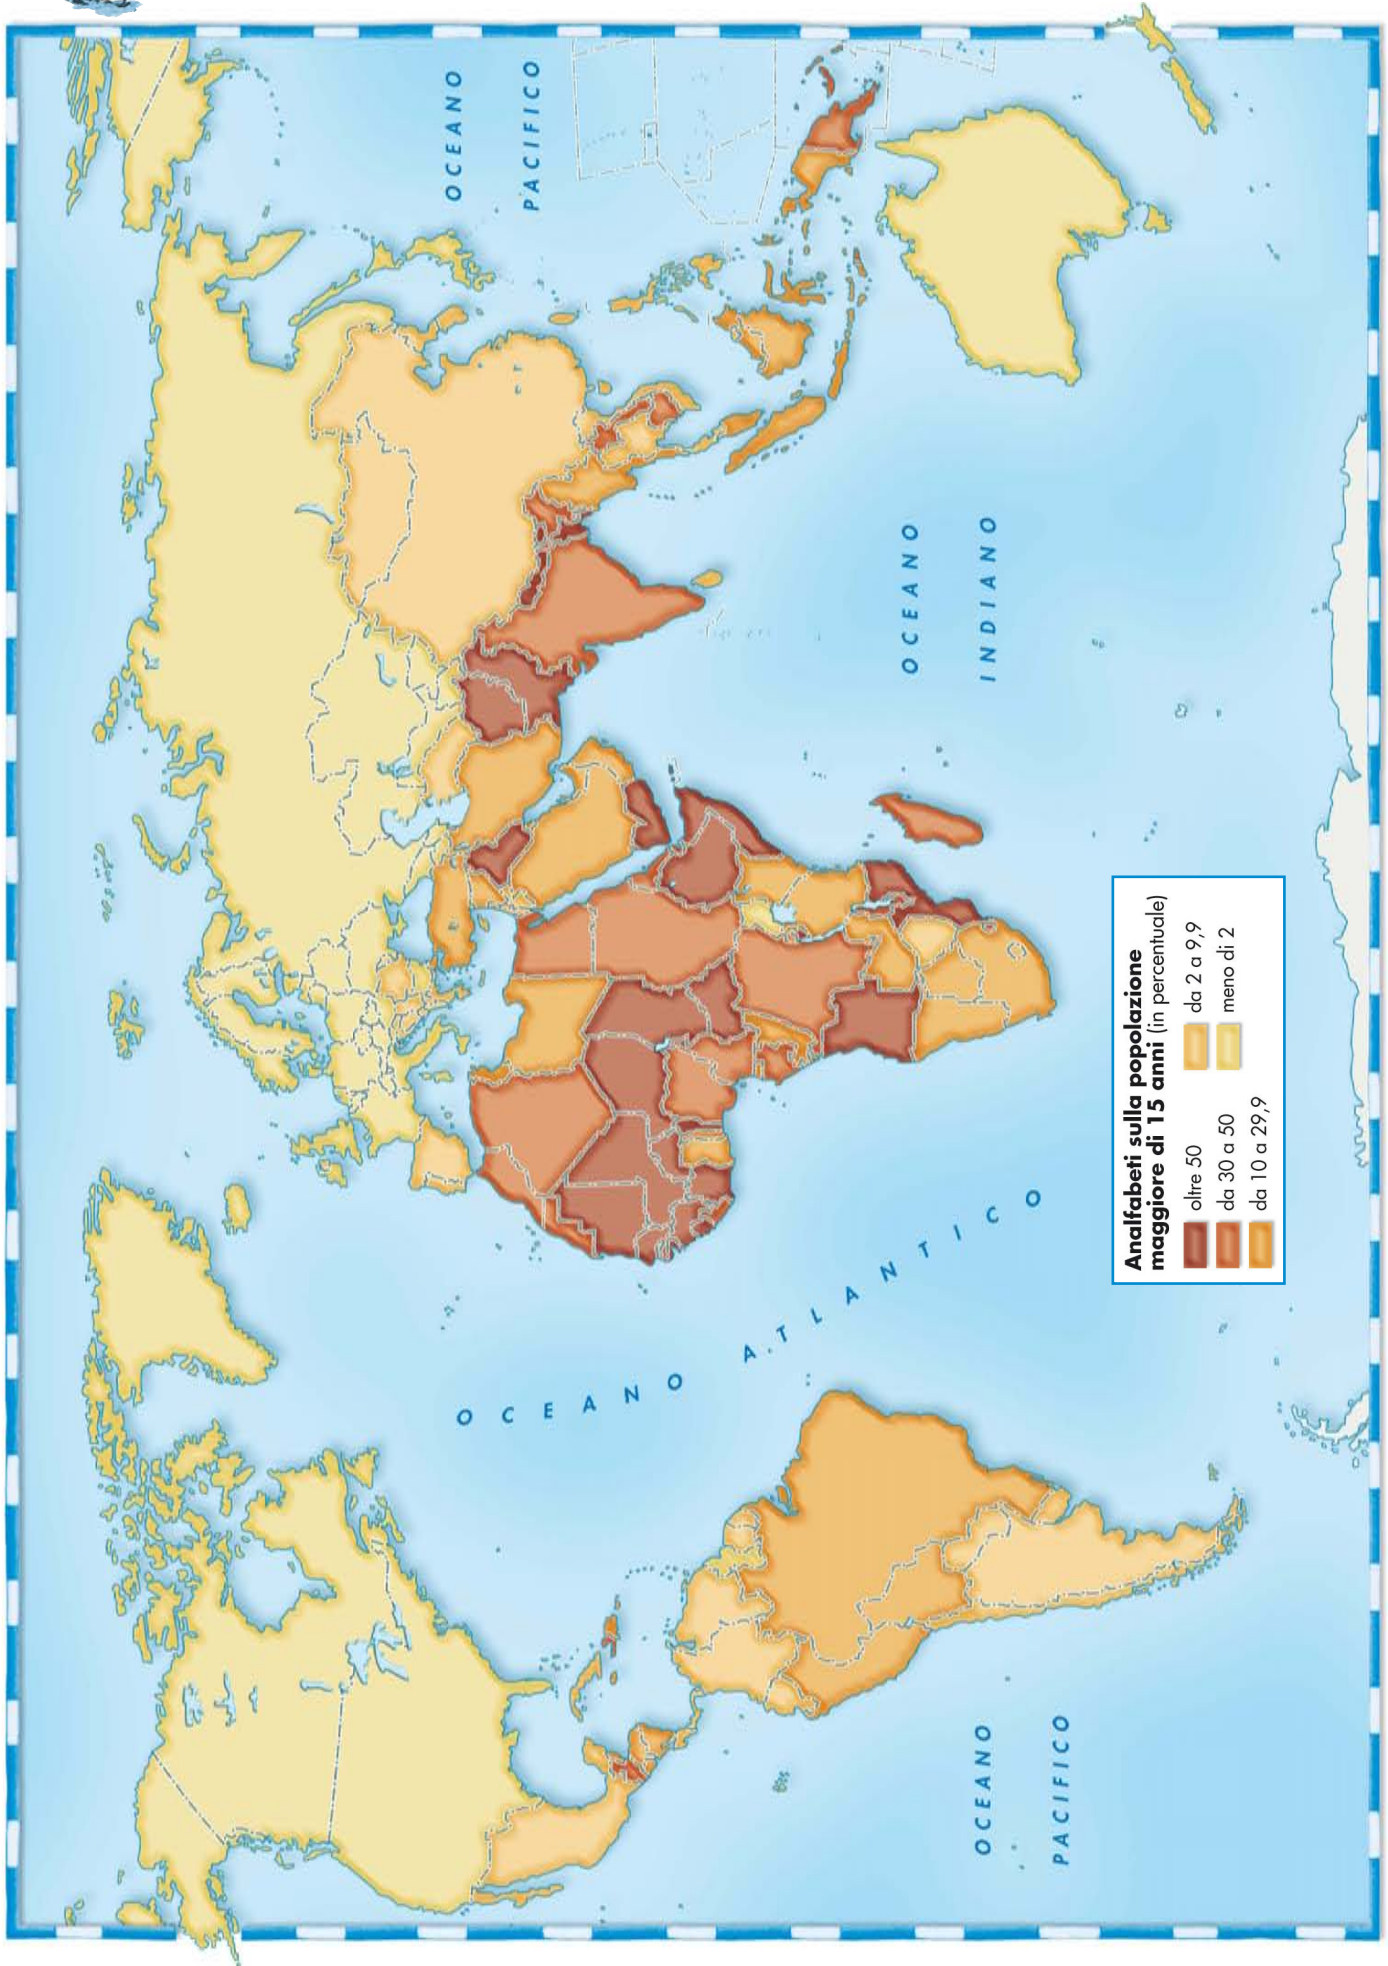 OCEANO
PACIFICO
OCEANO
ATLANTICO
OCEANO
INDIANO
OCEANO
PACIFICO
Analfabeti sulla popolazione
maggiore di 15 anni (in percentuale)
oltre 50
da 30 a 50
da 10 a 29,9
da 2 a 9,9
meno di 2